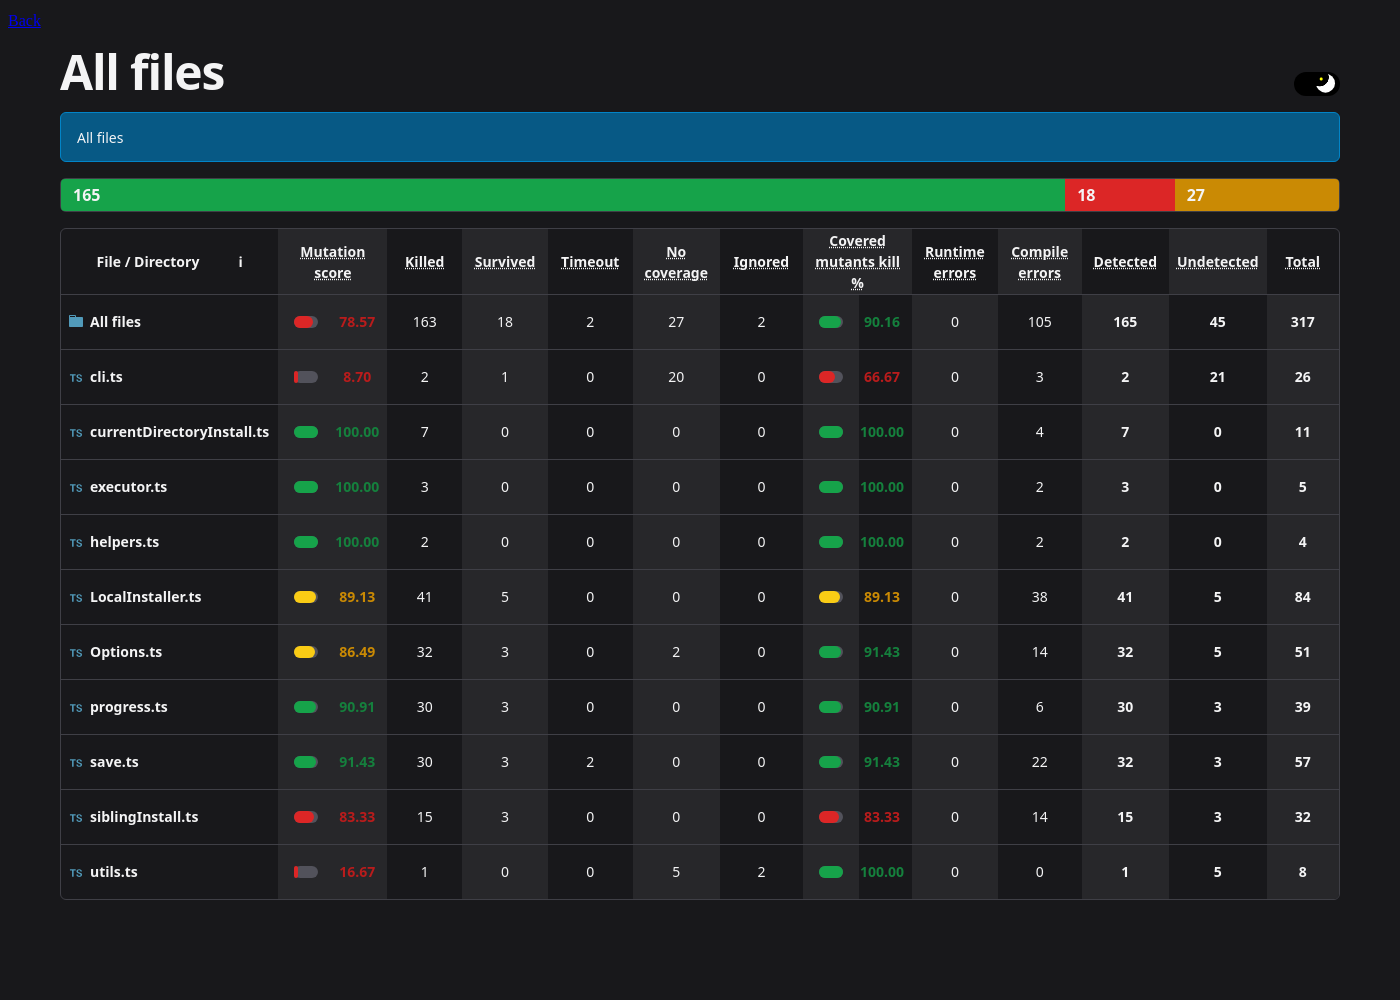 Back
All files
All files
165 18 27
File / Directory i Mutation score Killed Survived Timeout No coverage Ignored Covered mutants kill % Runtime errors Compile errors Detected Undetected Total
All files 78.57 163 18 2 27 2 90.16 0 105 165 45 317
TS cli.ts 8.70 2 1 0 20 0 66.67 0 3 2 21 26
TS currentDirectoryInstall.ts 100.00 7 0 0 0 0 100.00 0 4 7 0 11
TS executor.ts 100.00 3 0 0 0 0 100.00 0 2 3 0 5
TS helpers.ts 100.00 2 0 0 0 0 100.00 0 2 2 0 4
TS LocalInstaller.ts 89.13 41 5 0 0 0 89.13 0 38 41 5 84
TS Options.ts 86.49 32 3 0 2 0 91.43 0 14 32 5 51
TS progress.ts 90.91 30 3 0 0 0 90.91 0 6 30 3 39
TS save.ts 91.43 30 3 2 0 0 91.43 0 22 32 3 57
TS siblingInstall.ts 83.33 15 3 0 0 0 83.33 0 14 15 3 32
TS utils.ts 16.67 1 0 0 5 2 100.00 0 0 1 5 8